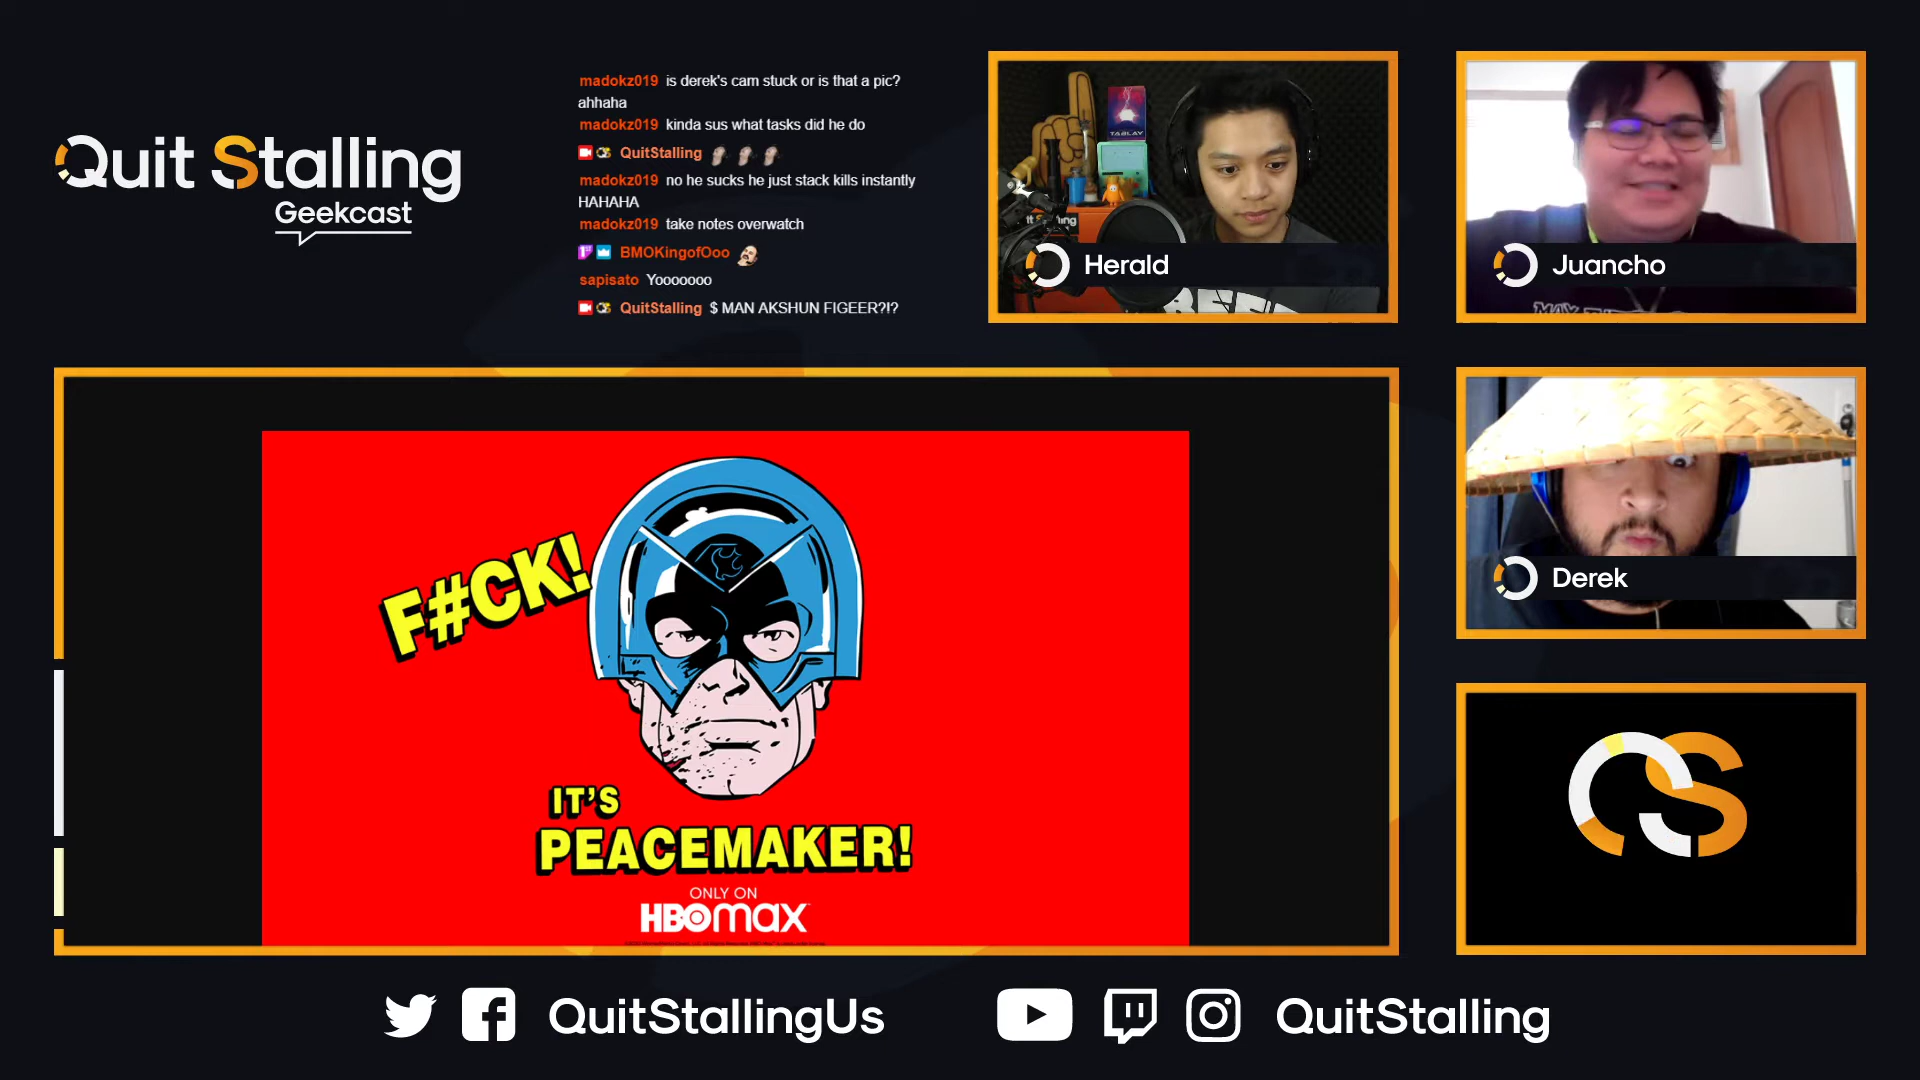 Quit Stalling
Geekcast
madokz019 is derek's cam stuck or is that a pic?
ahhaha
madokz019 kinda sus what tasks did he do
QuitStalling
madokz019 no he sucks he just stack kills instantly
HAHAHA
madokz019 take notes overwatch
BMOKingofOoo
sapisato Yooooooo
QuitStalling $ MAN AKSHUN FIGEER?!?
TABLAY
Herald
Juancho
Derek
F#CK!
IT'S
PEACEMAKER!
ONLY ON
HBOmax
QS
QuitStallingUs
QuitStalling